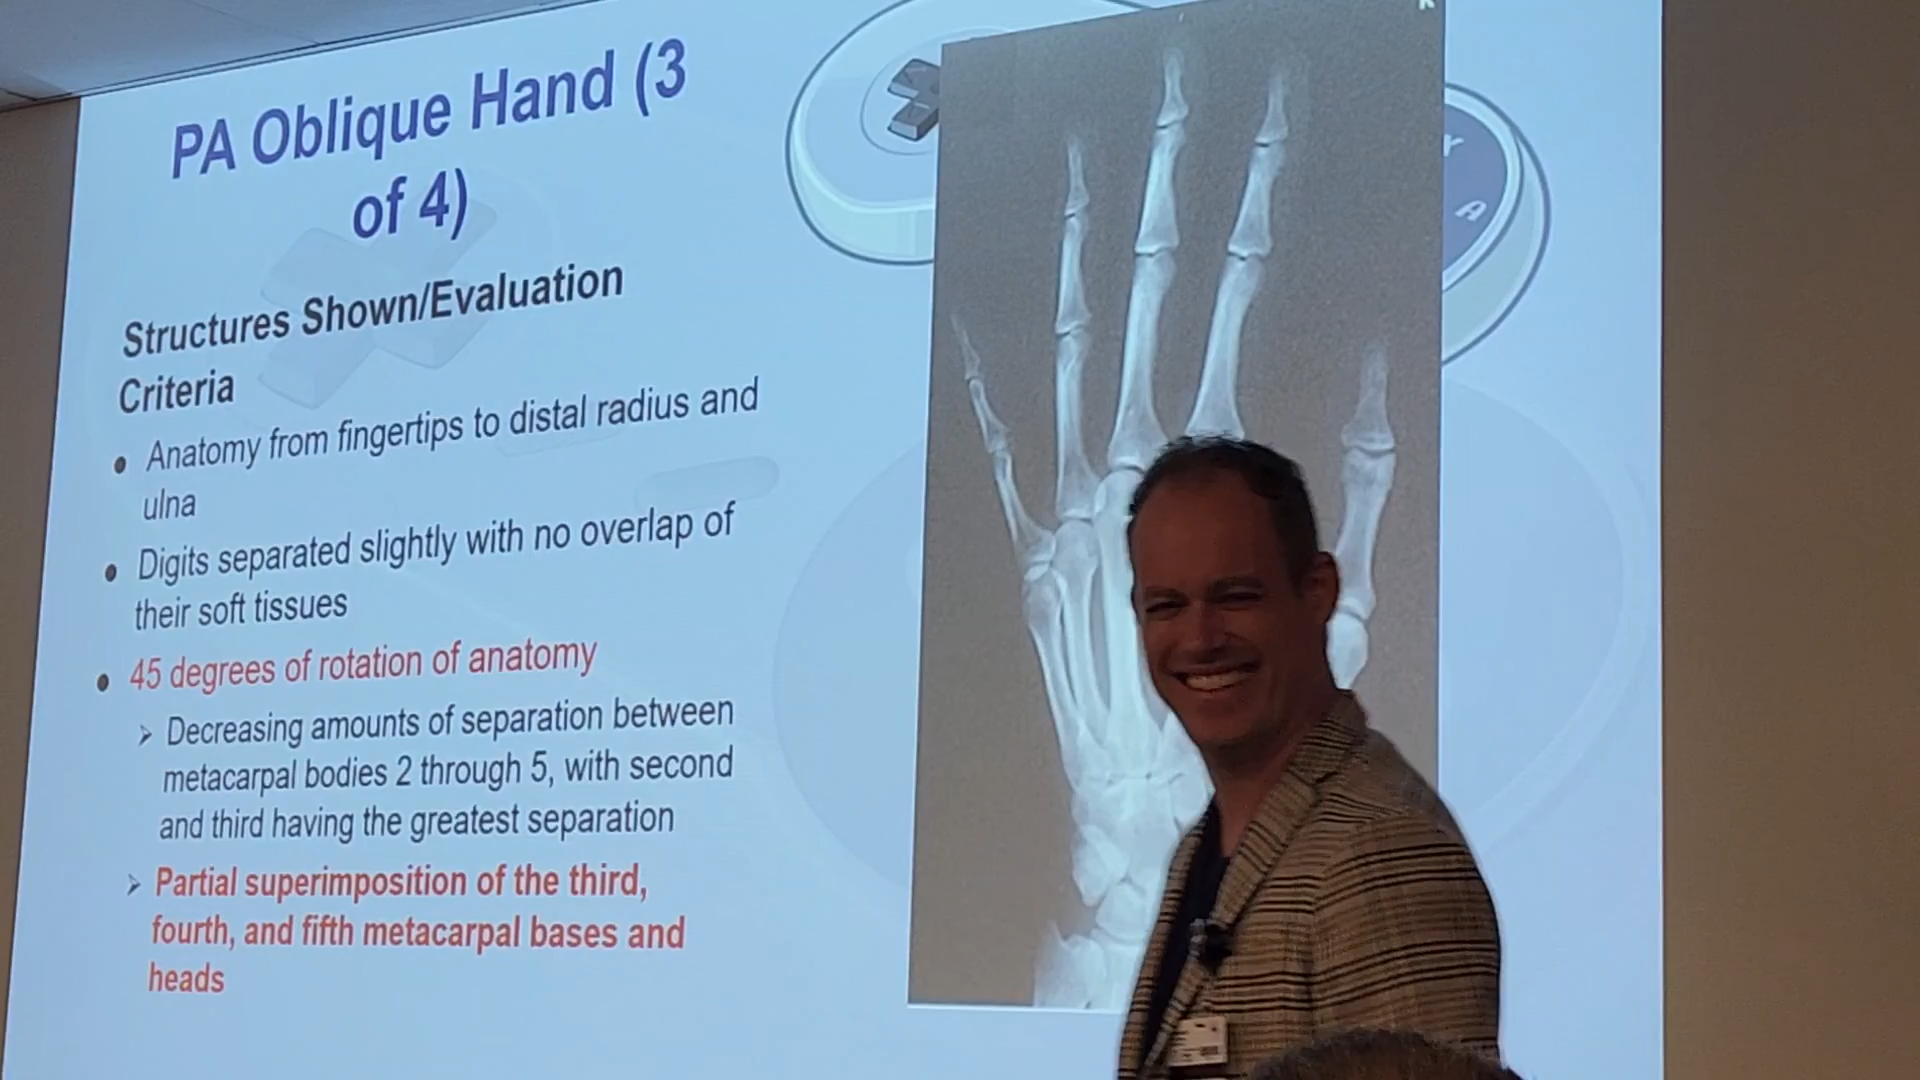 PA Oblique Hand (3
of 4)
Structures Shown/Evaluation
Criteria
Anatomy from fingertips to distal radius and
ulna
Digits separated slightly with no overlap of
their soft tissues
45 degrees of rotation of anatomy
Decreasing amounts of separation between
metacarpal bodies 2 through 5, with second
and third having the greatest separation
Partial superimposition of the third,
fourth, and fifth metacarpal bases and
heads
Y
A